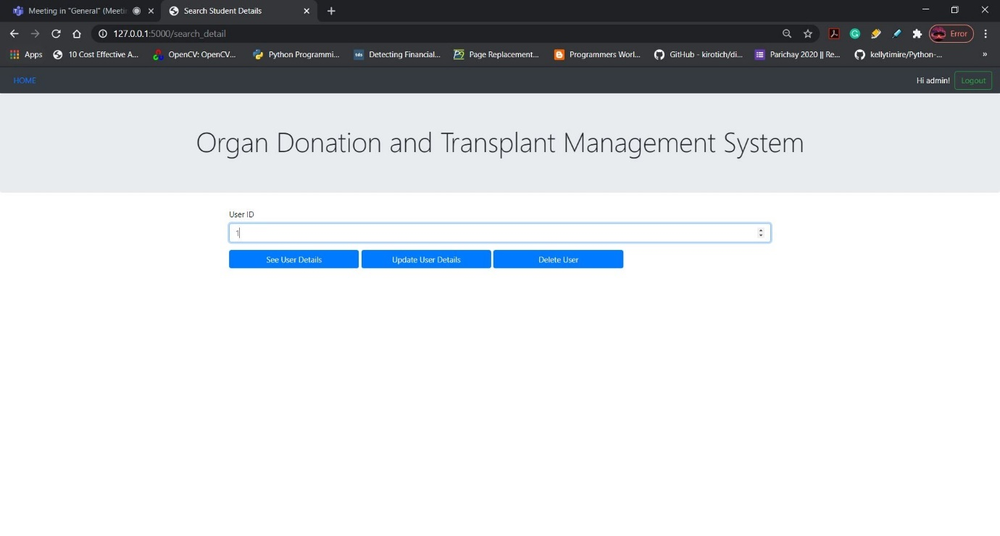 Meeting in "General" (Meetin
Search Student Details
127.0.0.1:5000/search_detail
Error
Apps
10 Cost Effective A...
OpenCV: OpenCV...
Python Programmi...
tds
Detecting Financial...
Page Replacement...
Programmers Worl...
GitHub - kirotich/di...
Parichay 2020 || Re...
kellytimire/Python-...
»
HOME
Hi admin!
Logout
Organ Donation and Transplant Management System
User ID
1
See User Details
Update User Details
Delete User